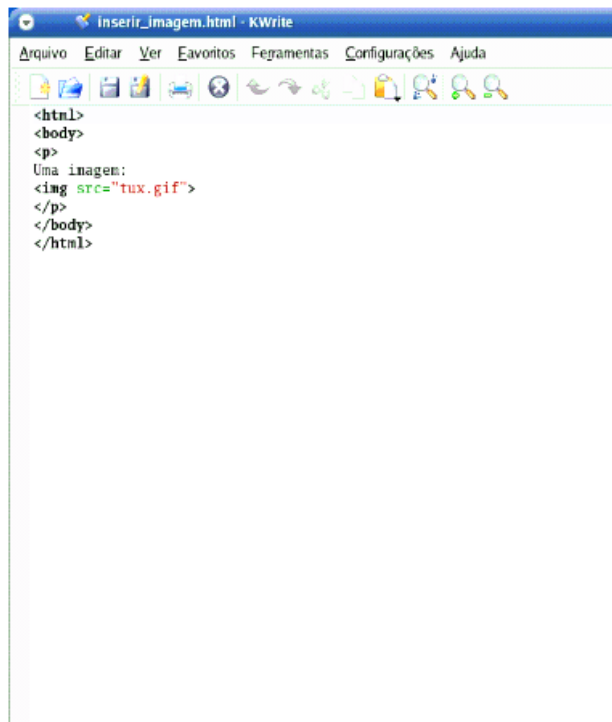 inserir_imagem.html - KWrite
Arquivo Editar Ver Favoritos Ferramentas Configurações Ajuda
<html>
<body>
<p>
Uma imagem:
<img src="tux.gif">
</p>
</body>
</html>